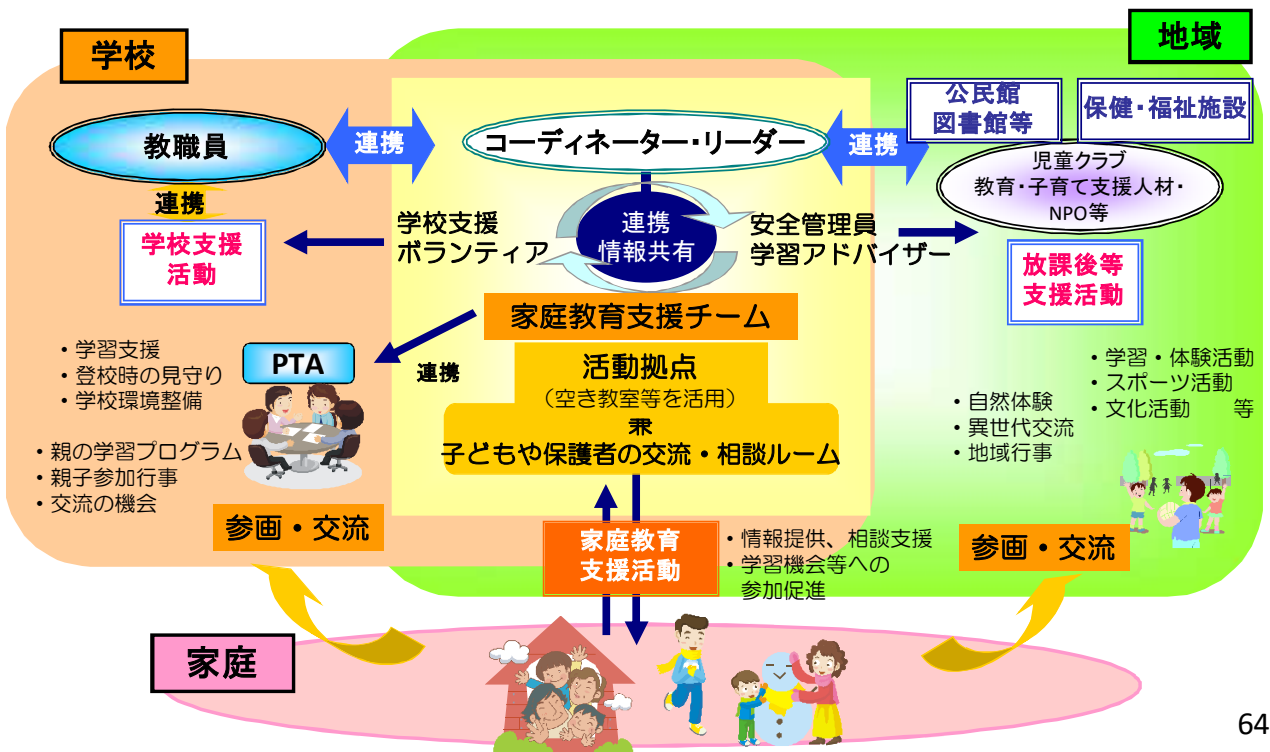 学校
地域
教職員
連携
コーディネーター・リーダー
連携
公民館
図書館等
保健・福祉施設
児童クラブ
教育・子育て支援人材・
NPO等
連携
学校支援
活動
学校支援
ボランティア
連携
情報共有
安全管理員
学習アドバイザー
放課後等
支援活動
家庭教育支援チーム
・学習支援
・登校時の見守り
・学校環境整備
PTA
連携
活動拠点
（空き教室等を活用）
兼
子どもや保護者の交流・相談ルーム
・学習・体験活動
・スポーツ活動
・文化活動　等
・自然体験
・異世代交流
・地域行事
・親の学習プログラム
・親子参加行事
・交流の機会
参画・交流
家庭教育
支援活動
・情報提供、相談支援
・学習機会等への
参加促進
参画・交流
家庭
64